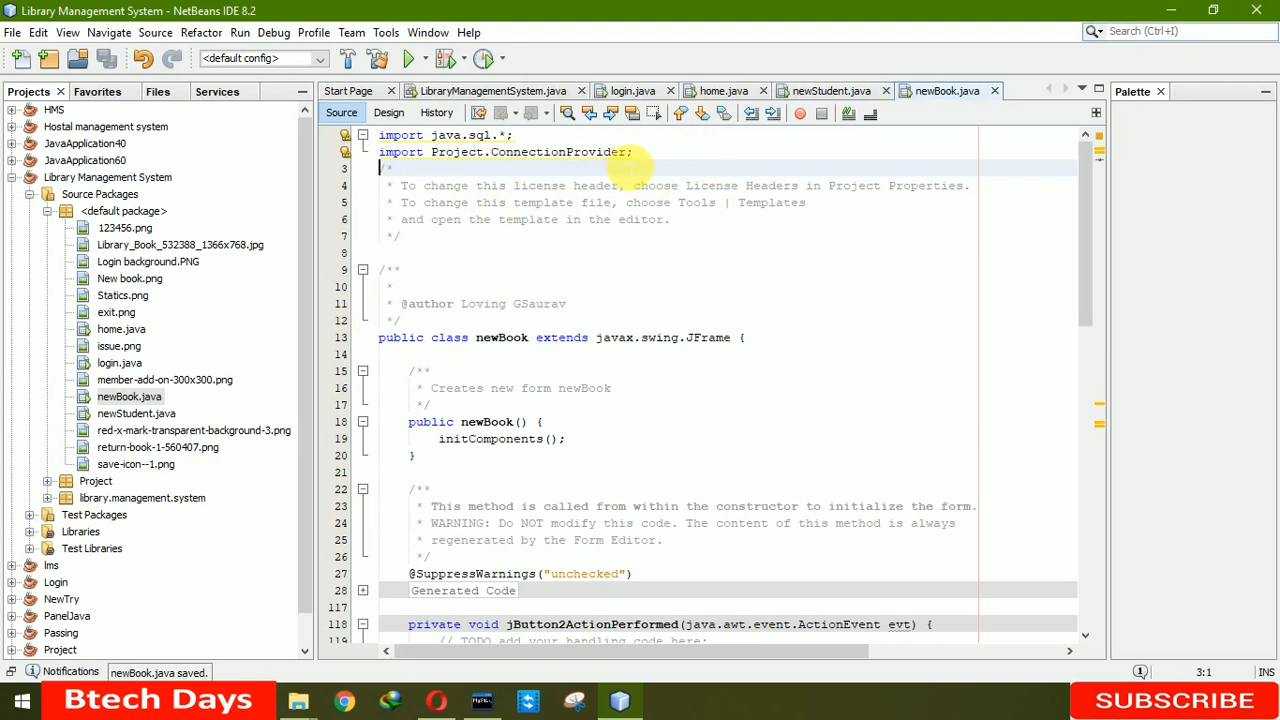 Library Management System - NetBeans IDE 8.2
File Edit View Navigate Source Refactor Run Debug Profile Team Tools Window Help
Search (Ctrl+I)
<default config>
Projects Favorites Files Services
Start Page LibraryManagementSystem.java login.java home.java newStudent.java newBook.java
Palette
Source Design History
HMS
Hostal management system
JavaApplication40
JavaApplication60
Library Management System
Source Packages
<default package>
123456.png
Library_Book_532388_1366x768.jpg
Login background.PNG
New book.png
Statics.png
exit.png
home.java
issue.png
login.java
member-add-on-300x300.png
newBook.java
newStudent.java
red-x-mark-transparent-background-3.png
return-book-1-560407.png
save-icon--1.png
Project
library.management.system
Test Packages
Libraries
Test Libraries
lms
Login
NewTry
PanelJava
Passing
Project
import java.sql.*;
import Project.ConnectionProvider;
3 /*
4 * To change this license header, choose License Headers in Project Properties.
5 * To change this template file, choose Tools | Templates
6 * and open the template in the editor.
7 */
8
9 /**
10 *
11 * @author Loving GSaurav
12 */
13 public class newBook extends javax.swing.JFrame {
14
15 /**
16 * Creates new form newBook
17 */
18 public newBook() {
19 initComponents();
20 }
21
22 /**
23 * This method is called from within the constructor to initialize the form.
24 * WARNING: Do NOT modify this code. The content of this method is always
25 * regenerated by the Form Editor.
26 */
27 @SuppressWarnings("unchecked")
28 Generated Code
117
118 private void jButton2ActionPerformed(java.awt.event.ActionEvent evt) {
119 // TODO add your handling code here:
Notifications newBook.java saved.
3:1 INS
Btech Days
MySQL
SUBSCRIBE